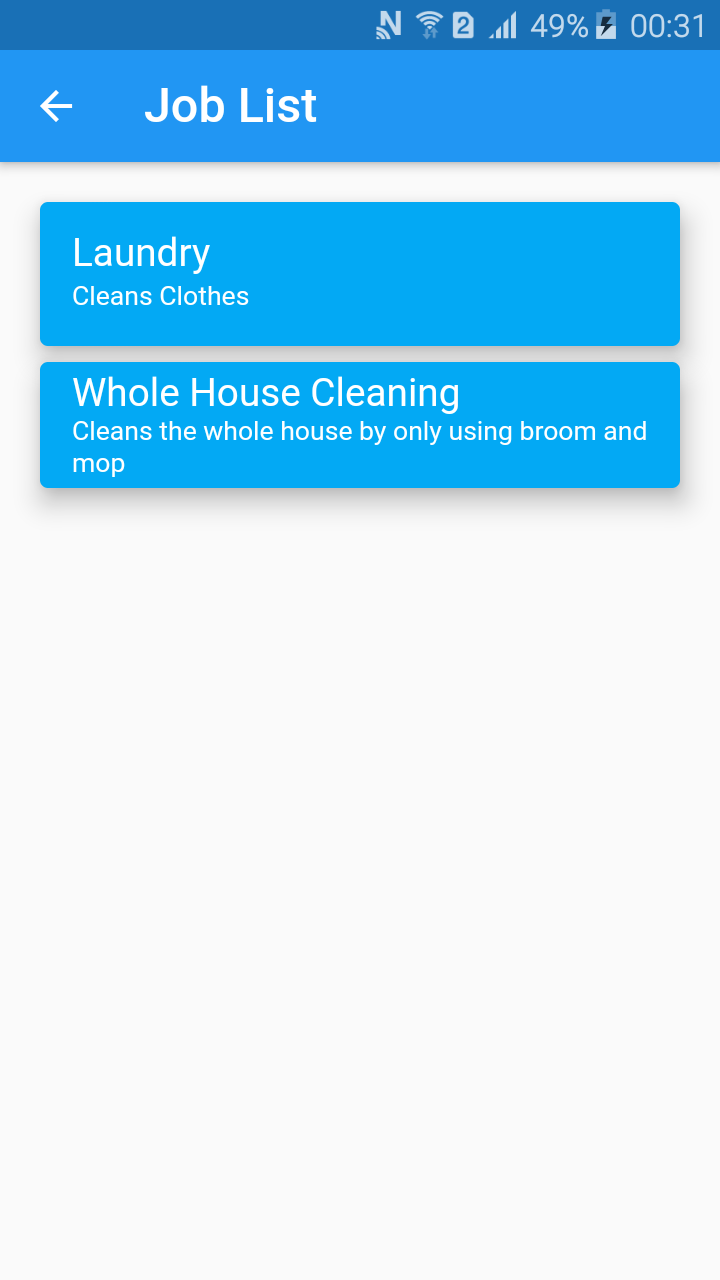 2 49% 00:31
Job List
Laundry
Cleans Clothes
Whole House Cleaning
Cleans the whole house by only using broom and
mop